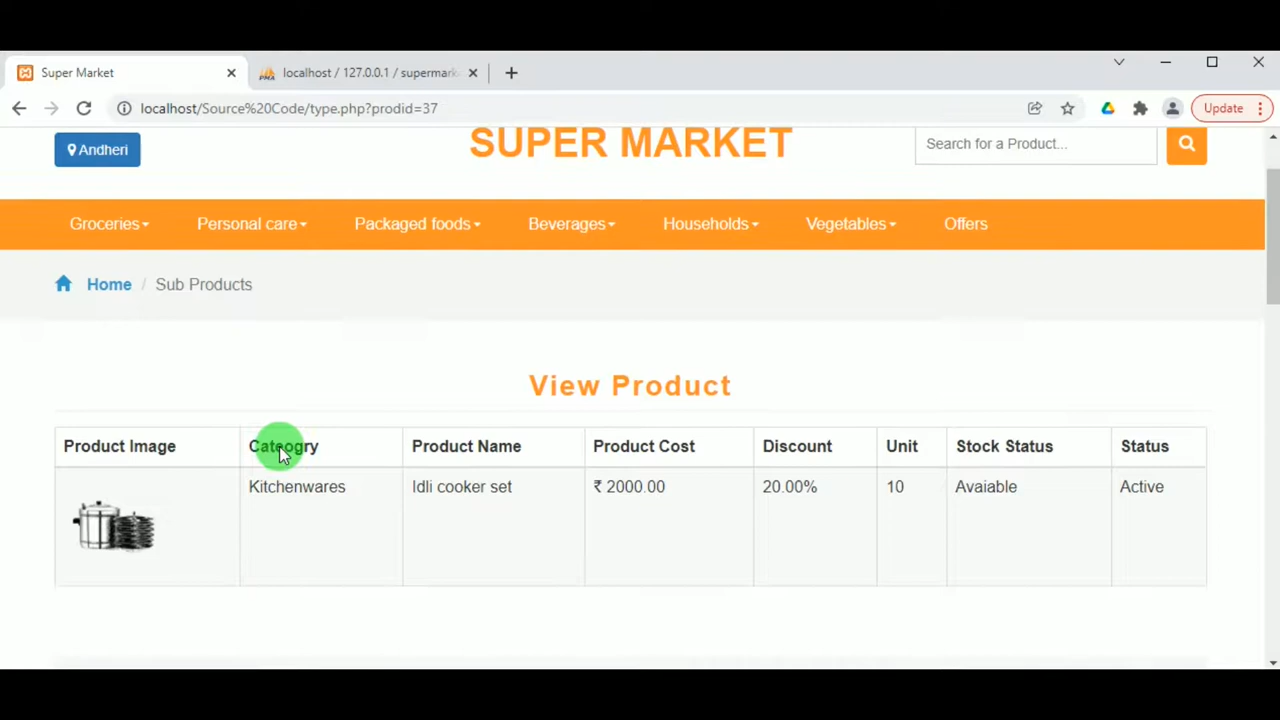 Super Market
localhost / 127.0.0.1 / supermark
localhost/Source%20Code/type.php?prodid=37
Update
Andheri
SUPER MARKET
Search for a Product...
Groceries Personal care Packaged foods Beverages Households Vegetables Offers
Home / Sub Products
View Product
Product Image Cateogry Product Name Product Cost Discount Unit Stock Status Status
Kitchenwares Idli cooker set ₹ 2000.00 20.00% 10 Avaiable Active